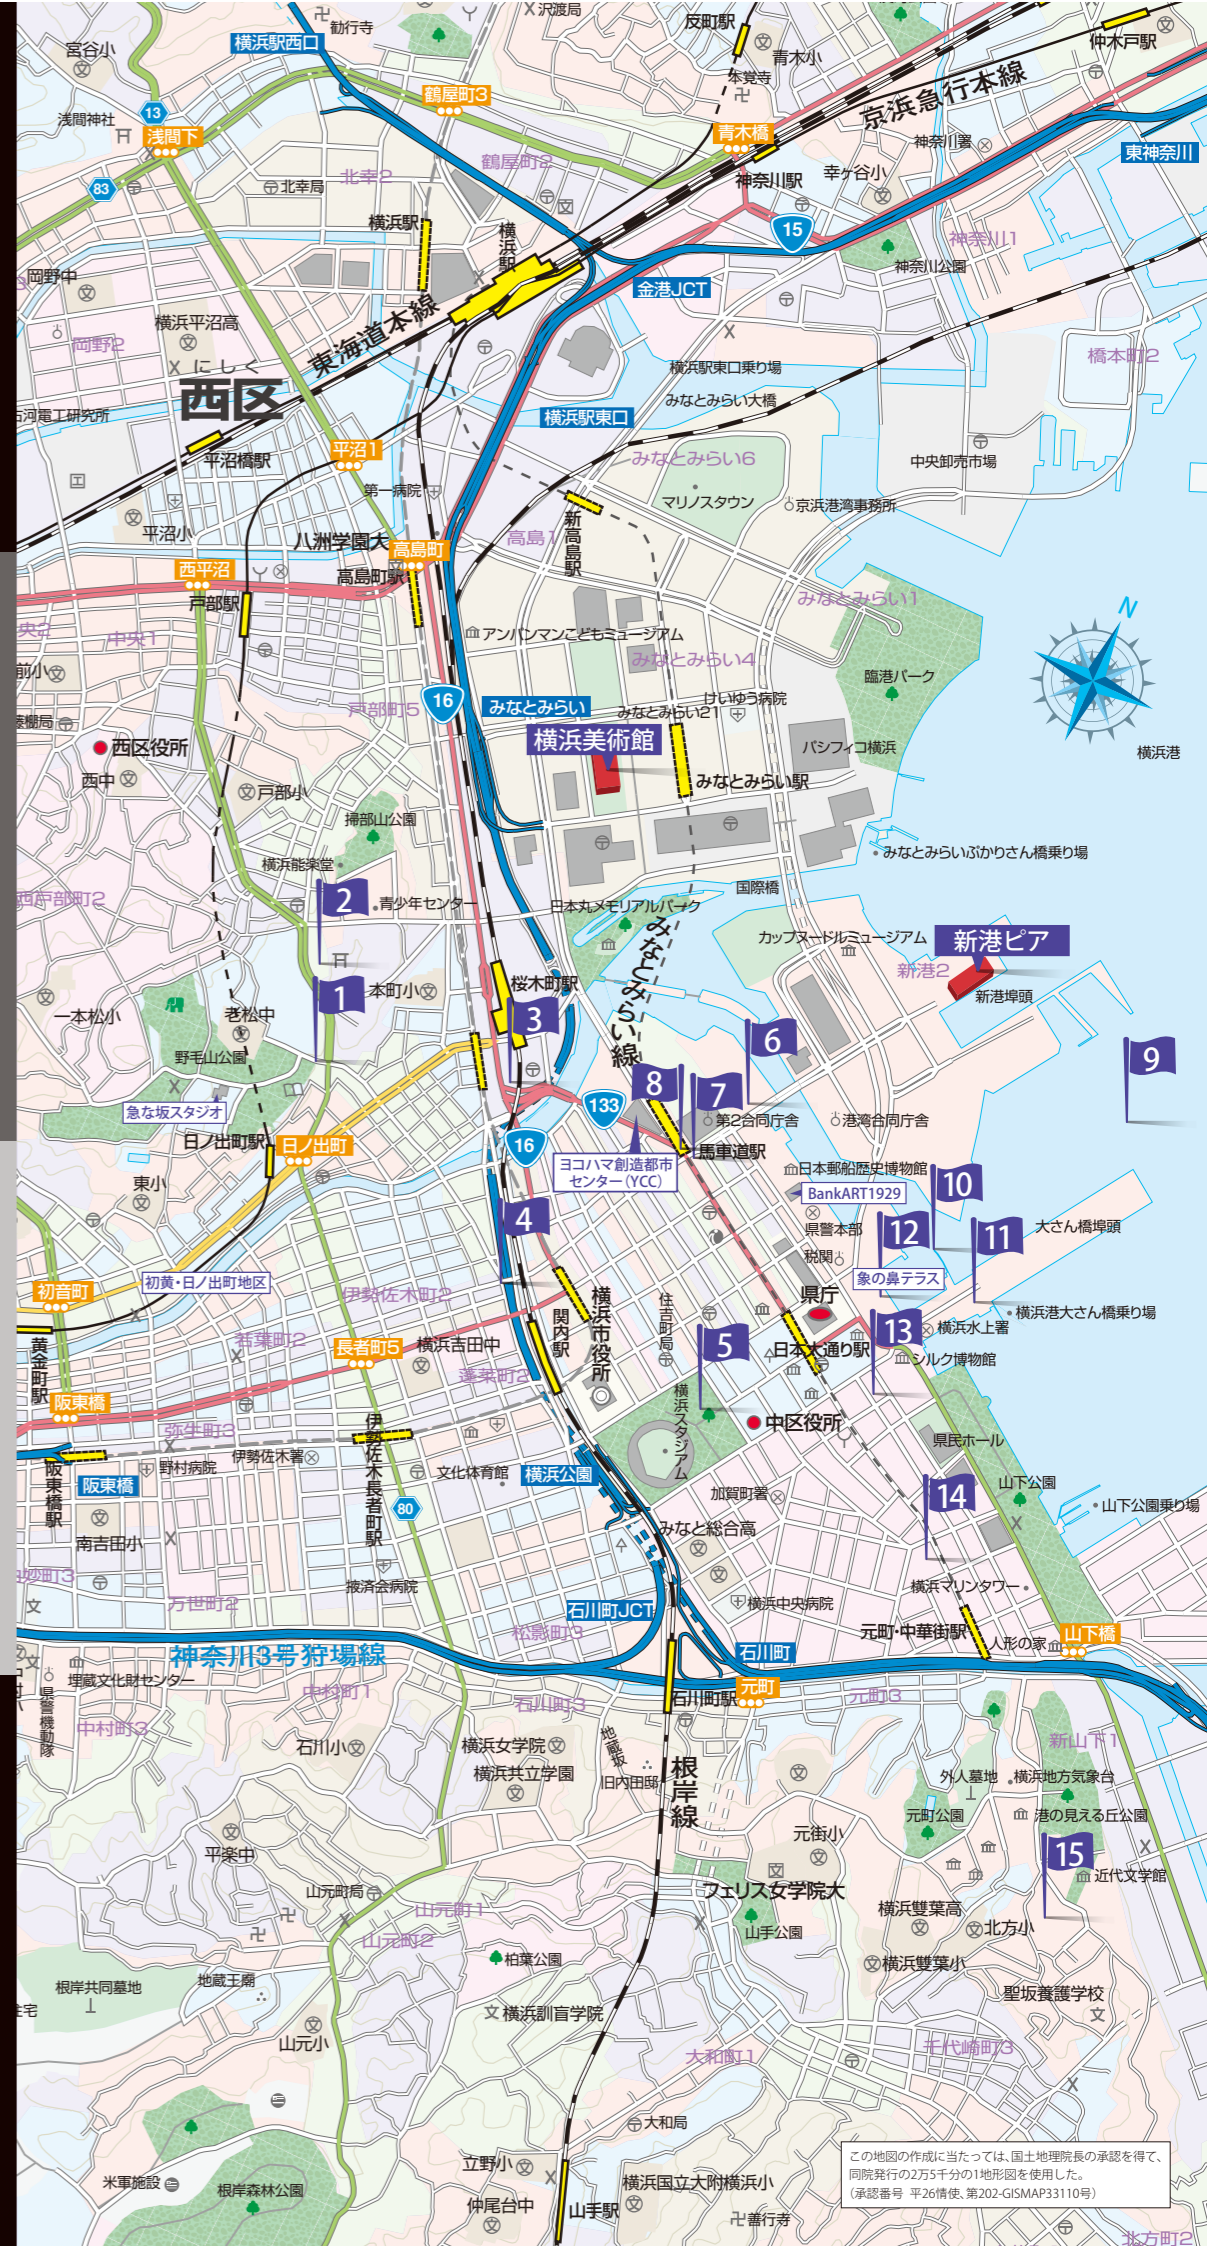 沢渡局
勧行寺
反町駅
宮谷小
横浜駅西口
青木小
仲木戸駅
本覚寺
京浜急行本線
鶴屋町3
13
浅間神社
浅間下
青木橋
神奈川署
東神奈川
鶴屋町2
北幸2
北幸局
83
神奈川駅
幸ヶ谷小
横浜駅
横浜駅
15
神奈川1
神奈川公園
岡野中
金港JCT
横浜平沼高
岡野2
東海道本線
橋本町2
にしく
西区
横浜駅東口乗り場
みなとみらい大橋
古河電工研究所
横浜駅東口
平沼1
平沼橋駅
みなとみらい6
中央卸売市場
第一病院
マリノスタウン
京浜港湾事務所
平沼小
八洲学園大
高島1
新高島駅
高島町
西平沼
高島町駅
戸部駅
みなとみらい1
N
央2
中央1
アンパンマンこどもミュージアム
みなとみらい4
前小
臨港パーク
藤棚局
戸部町5
16
みなとみらい
けいゆう病院
みなとみらい21
横浜美術館
西区役所
パシフィコ横浜
横浜港
西中
みなとみらい駅
戸部小
掃部山公園
みなとみらいぷかりさん橋乗り場
横浜能楽堂
国際橋
西戸部町2
2
青少年センター
日本丸メモリアルパーク
カップヌードルミュージアム
新港ピア
みなとみらい線
新港2
新港埠頭
1
本町小
桜木町駅
3
一本松小
老松中
6
9
野毛山公園
8
7
急な坂スタジオ
133
第2合同庁舎
港湾合同庁舎
日ノ出町駅
日ノ出町
16
馬車道駅
ヨコハマ創造都市
センター(YCC)
日本郵船歴史博物館
東小
BankART1929
10
4
県警本部
12
11
大さん橋埠頭
税関
初黄・日ノ出町地区
象の鼻テラス
初音町
伊勢佐木町2
県庁
横浜市役所
住吉町局
関内駅
横浜港大さん橋乗り場
若葉町2
5
13
横浜水上署
黄金町駅
長者町5
横浜吉田中
日本大通り駅
シルク博物館
蓬莱町2
阪東橋
横浜スタジアム
伊勢佐木長者町駅
弥生町3
中区役所
県民ホール
伊勢佐木署
野村病院
文化体育館
横浜公園
阪東橋駅
阪東橋
14
山下公園
加賀町署
80
山下公園乗り場
南吉田小
みなと総合高
掖済会病院
横浜マリンタワー
万世町2
横浜中央病院
石川町JCT
松影町3
元町・中華街駅
山下橋
神奈川3号狩場線
石川町
人形の家
埋蔵文化財センター
県警機動隊
中村町1
元町
石川町駅
元町3
中村町3
石川町3
地蔵坂
新山下1
石川小
横浜女学院
横浜共立学園
旧内田邸
根岸線
外人墓地
横浜地方気象台
元町公園
港の見える丘公園
平楽中
元街小
15
近代文学館
山元町局
フェリス女学院大
山元町1
横浜雙葉高
北方小
山元町2
山手公園
柏葉公園
横浜雙葉小
地蔵王廟
根岸共同墓地
聖坂養護学校
住宅
横浜訓盲学院
山元小
大和町1
千代崎町3
大和局
この地図の作成に当たっては、国土地理院長の承認を得て、
同院発行の2万5千分の1地形図を使用した。
(承認番号 平26情使、第202-GISMAP33110号)
立野小
米軍施設
根岸森林公園
横浜国立大附横浜小
仲尾台中
山手駅
善行寺
北方町2